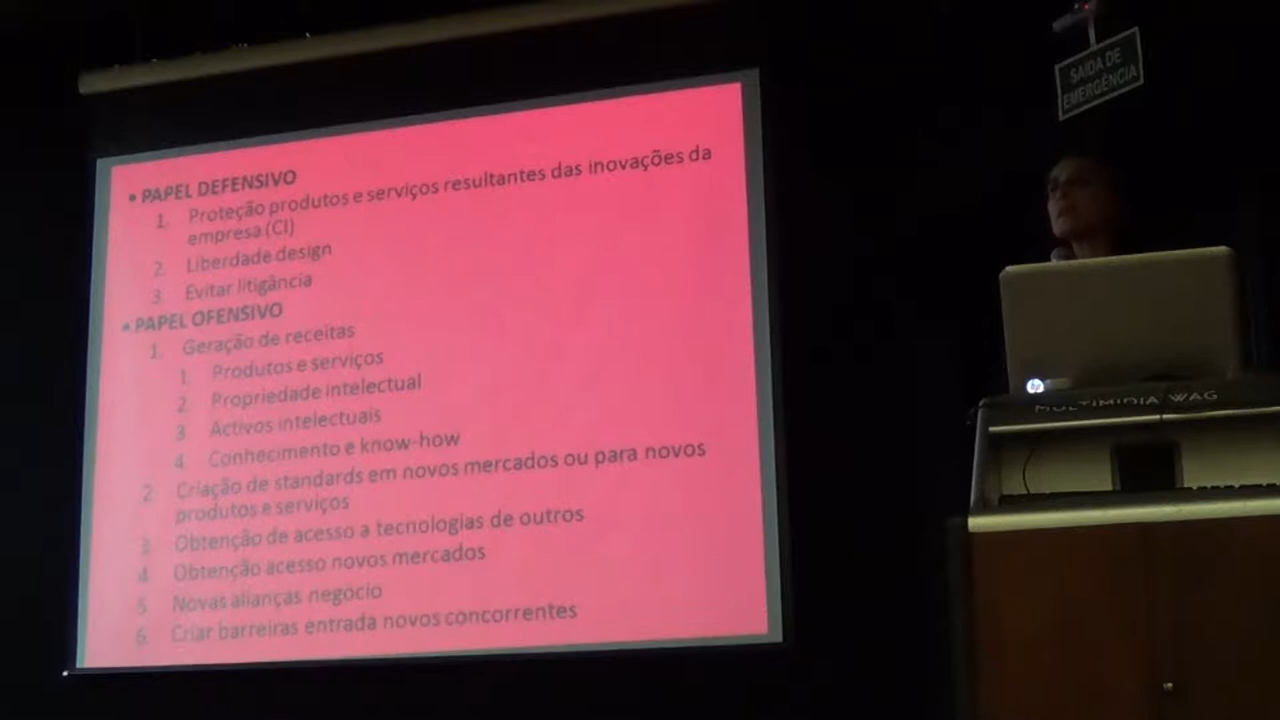 SAÍDA DE
EMERGÊNCIA
• PAPEL DEFENSIVO
1. Proteção produtos e serviços resultantes das inovações da
empresa (CI)
2. Liberdade design
3. Evitar litigância
• PAPEL OFENSIVO
1. Geração de receitas
1. Produtos e serviços
2. Propriedade intelectual
3 Activos intelectuais
4 Conhecimento e know-how
2 Criação de standards em novos mercados ou para novos
produtos e serviços
3 Obtenção de acesso a tecnologias de outros
4 Obtenção acesso novos mercados
5 Novas alianças negócio
6 Criar barreiras entrada novos concorrentes
hp
MULTIMIDIA WAG